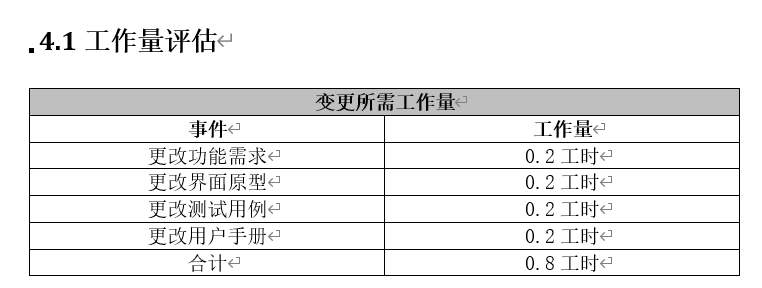 4.1 工作量评估
变更所需工作量
事件 工作量
更改功能需求 0.2 工时
更改界面原型 0.2 工时
更改测试用例 0.2 工时
更改用户手册 0.2 工时
合计 0.8 工时